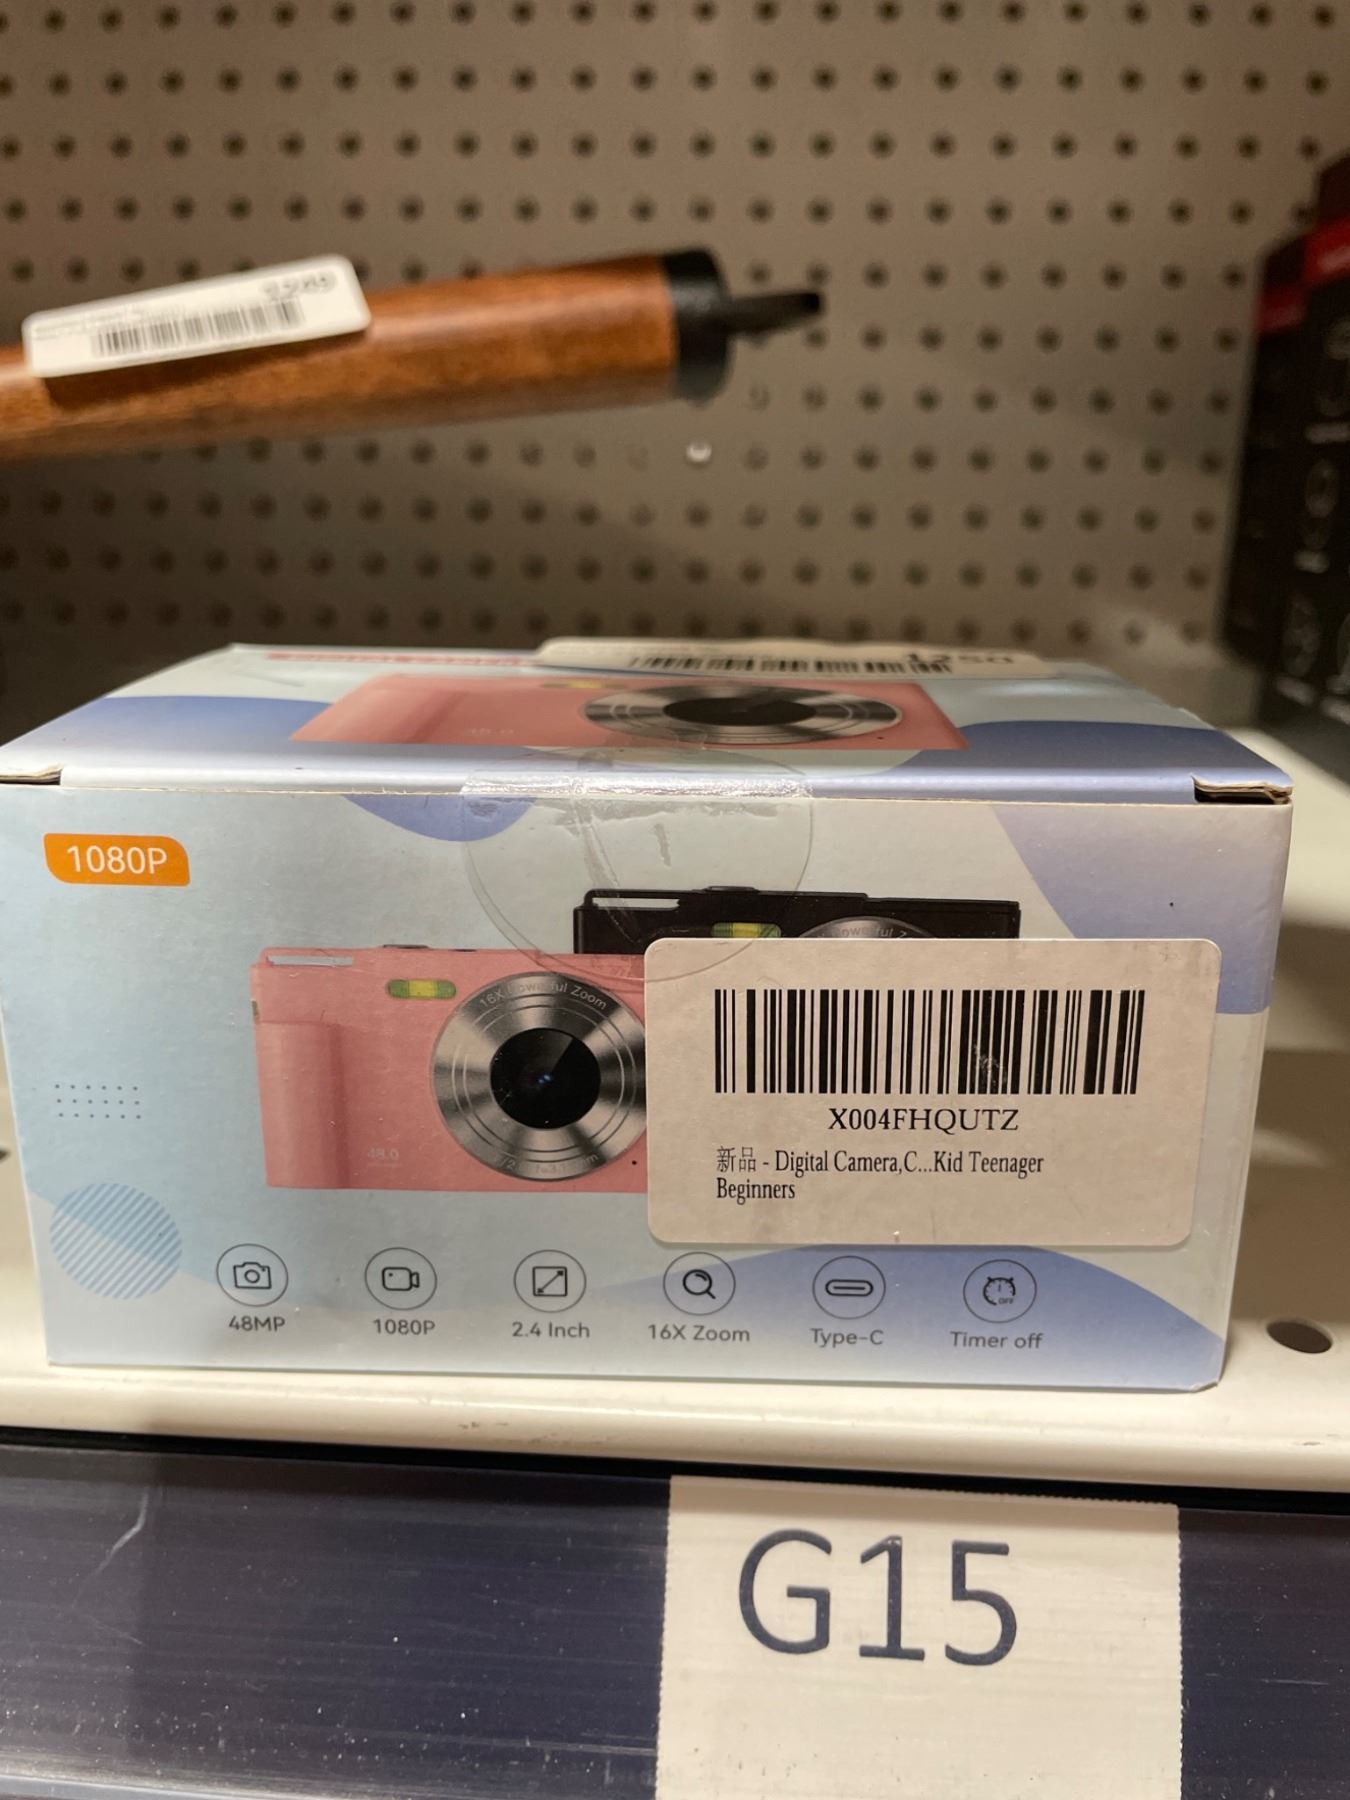 1080P
16X Powerful Zoom
48.0
X004FHQUTZ
新品 - Digital Camera,C...Kid Teenager
Beginners
48MP
1080P
2.4 Inch
16X Zoom
Type-C
Timer off
OFF
G15